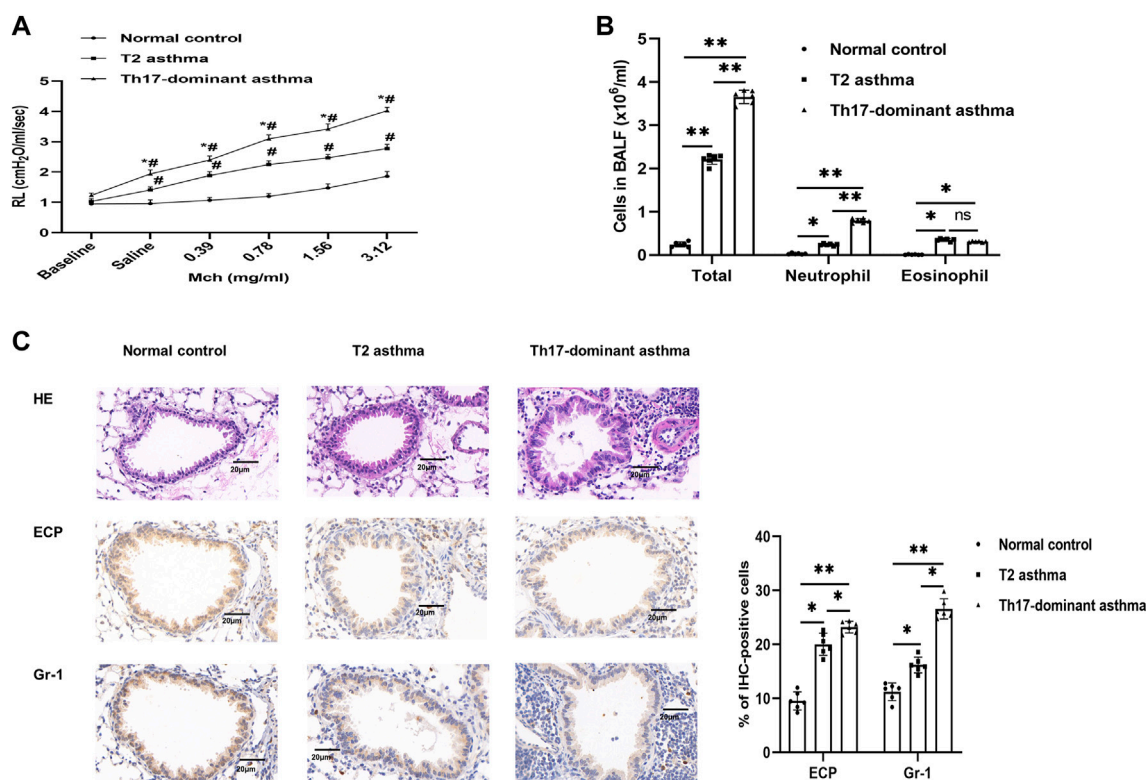 A
Normal control
T2 asthma
Th17-dominant asthma
RL (cmH2O/ml/sec)
5
4
3
2
1
0
*# *# *# *# *#
# # # # #
Baseline Saline 0.39 0.78 1.56 3.12
Mch (mg/ml)
B
Cells in BALF (x10^6/ml)
5
4
3
2
1
0
Normal control
T2 asthma
Th17-dominant asthma
** ** **
** ** *
* * ns
Total Neutrophil Eosinophil
C
Normal control T2 asthma Th17-dominant asthma
HE
20μm 20μm 20μm
ECP
20μm 20μm 20μm
Gr-1
20μm 20μm 20μm
% of IHC-positive cells
40
30
20
10
0
Normal control
T2 asthma
Th17-dominant asthma
** * *
** * *
ECP Gr-1